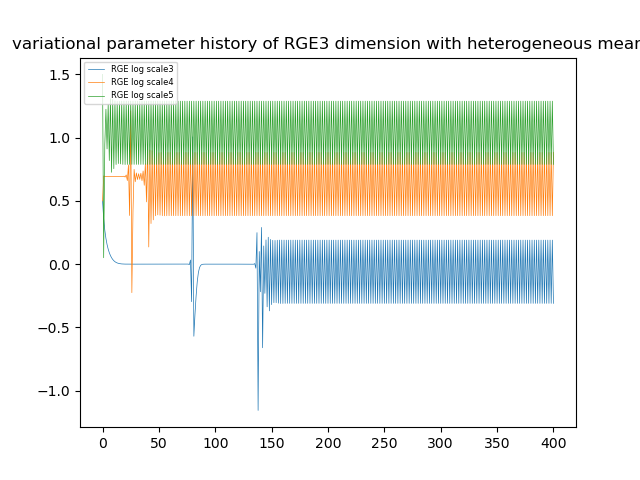 variational parameter history of RGE3 dimension with heterogeneous mear
RGE log scale3
RGE log scale4
RGE log scale5
1.5
1.0
0.5
0.0
−0.5
−1.0
0 50 100 150 200 250 300 350 400